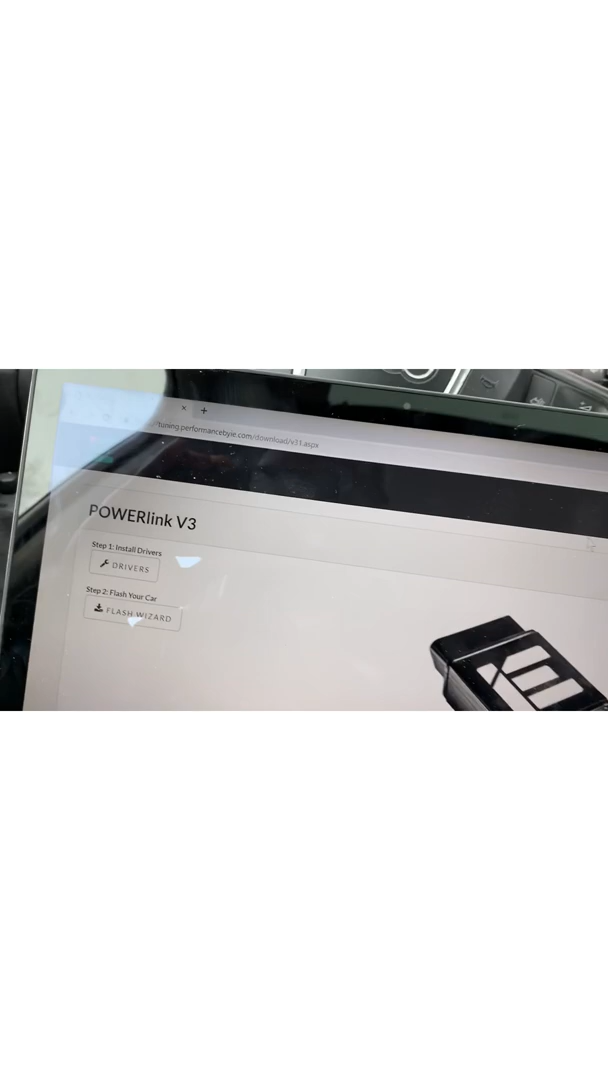 tuning.performancebyie.com/download/v31.aspx
POWERlink V3
Step 1: Install Drivers
DRIVERS
Step 2: Flash Your Car
FLASH WIZARD